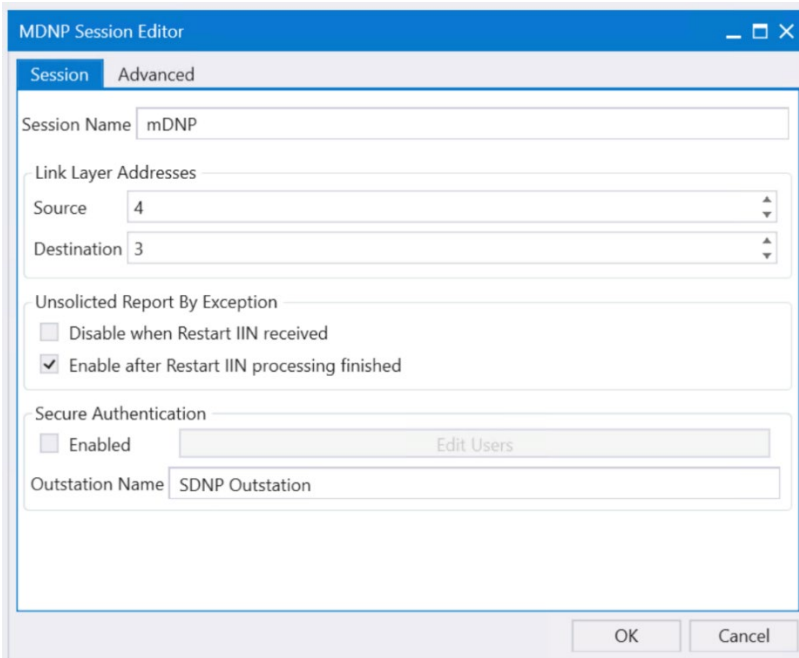 MDNP Session Editor
Session Advanced
Session Name mDNP
Link Layer Addresses
Source 4
Destination 3
Unsolicted Report By Exception
Disable when Restart IIN received
Enable after Restart IIN processing finished
Secure Authentication
Enabled Edit Users
Outstation Name SDNP Outstation
OK Cancel